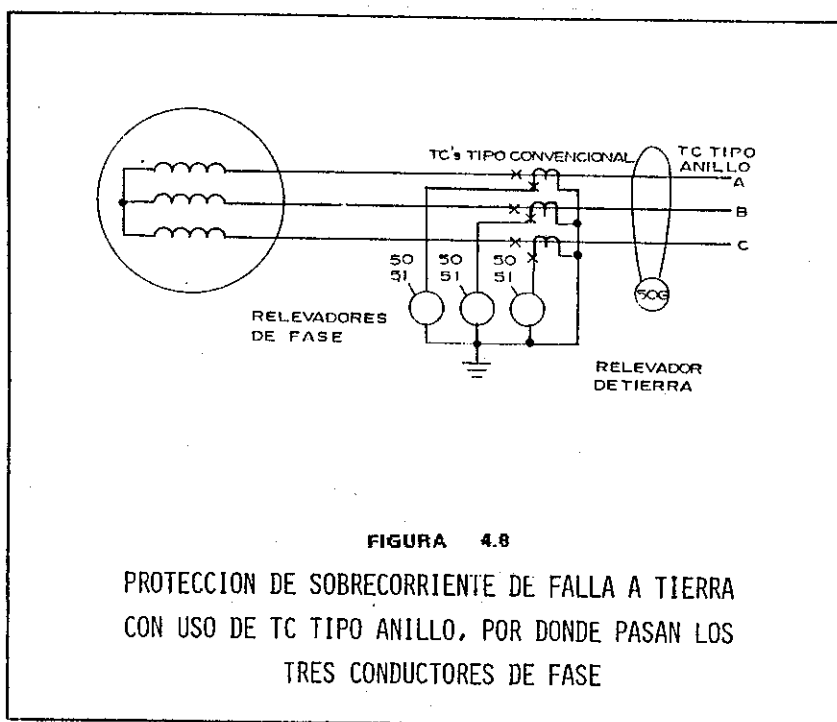 TC's TIPO CONVENCIONAL
TC TIPO
ANILLO
A
B
C
50 50 50
51 51 51
50G
RELEVADORES
DE FASE
RELEVADOR
DE TIERRA
FIGURA 4.8
PROTECCION DE SOBRECORRIENTE DE FALLA A TIERRA
CON USO DE TC TIPO ANILLO, POR DONDE PASAN LOS
TRES CONDUCTORES DE FASE